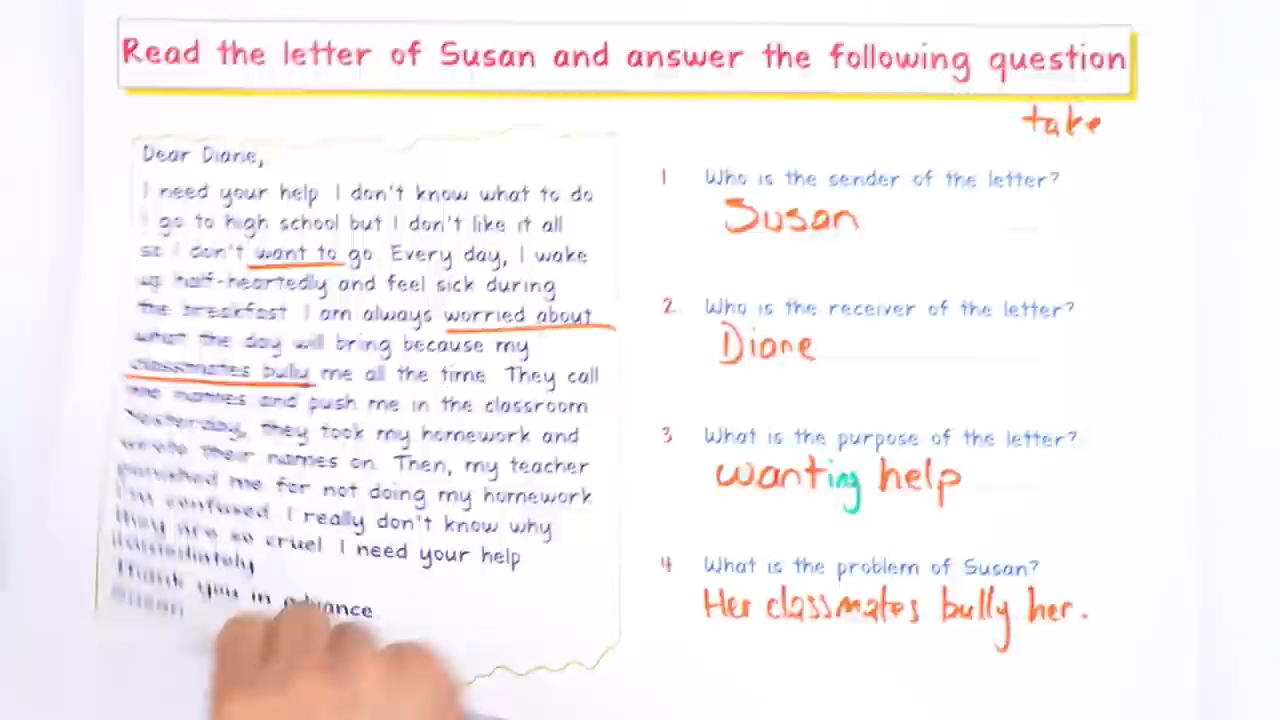 Read the letter of Susan and answer the following question
take
Dear Diane,
I need your help I don't know what to do
I go to high school but I don't like it all
so I don't want to go. Every day, I wake
up half-heartedly and feel sick during
the breakfast I am always worried about
what the day will bring because my
classmates bully me all the time. They call
me names and push me in the classroom
Yesterday, they took my homework and
wrote their names on. Then, my teacher
punished me for not doing my homework
I'm confused. I really don't know why
they are so cruel. I need your help
immediately
Thank you in advance.
Susan
1 Who is the sender of the letter?
Susan
2 Who is the receiver of the letter?
Diane
3 What is the purpose of the letter?
wanting help
4 What is the problem of Susan?
Her classmates bully her.